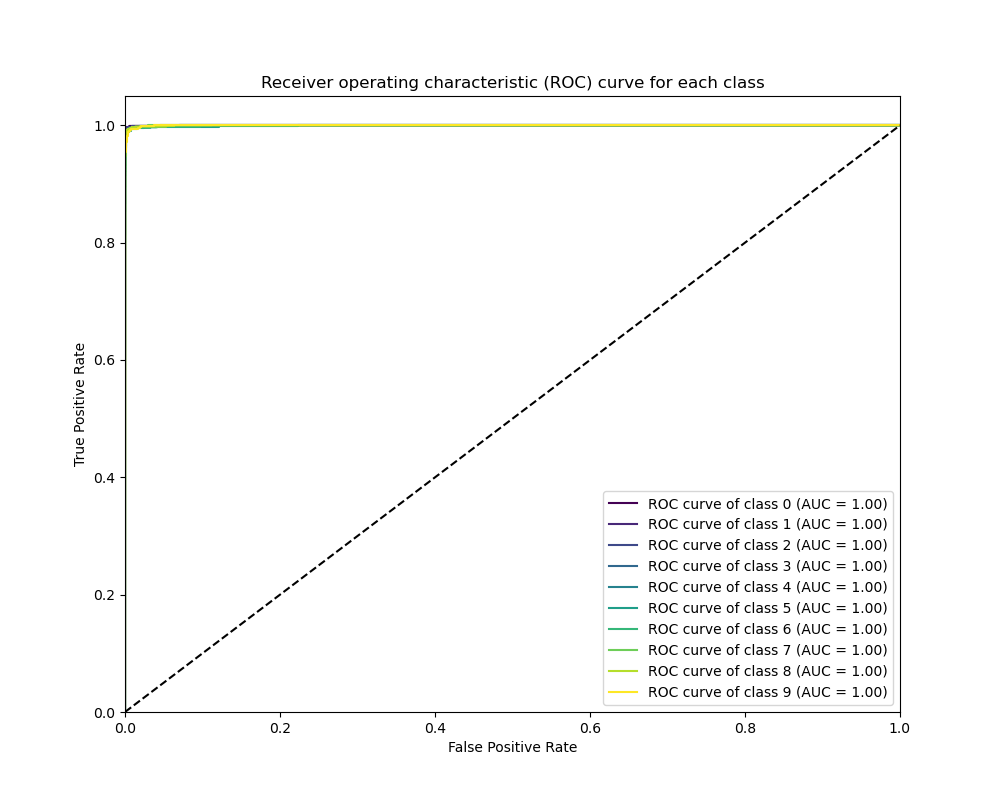 Receiver operating characteristic (ROC) curve for each class
1.0
0.8
0.6
0.4
0.2
0.0
True Positive Rate
ROC curve of class 0 (AUC = 1.00)
ROC curve of class 1 (AUC = 1.00)
ROC curve of class 2 (AUC = 1.00)
ROC curve of class 3 (AUC = 1.00)
ROC curve of class 4 (AUC = 1.00)
ROC curve of class 5 (AUC = 1.00)
ROC curve of class 6 (AUC = 1.00)
ROC curve of class 7 (AUC = 1.00)
ROC curve of class 8 (AUC = 1.00)
ROC curve of class 9 (AUC = 1.00)
0.0 0.2 0.4 0.6 0.8 1.0
False Positive Rate